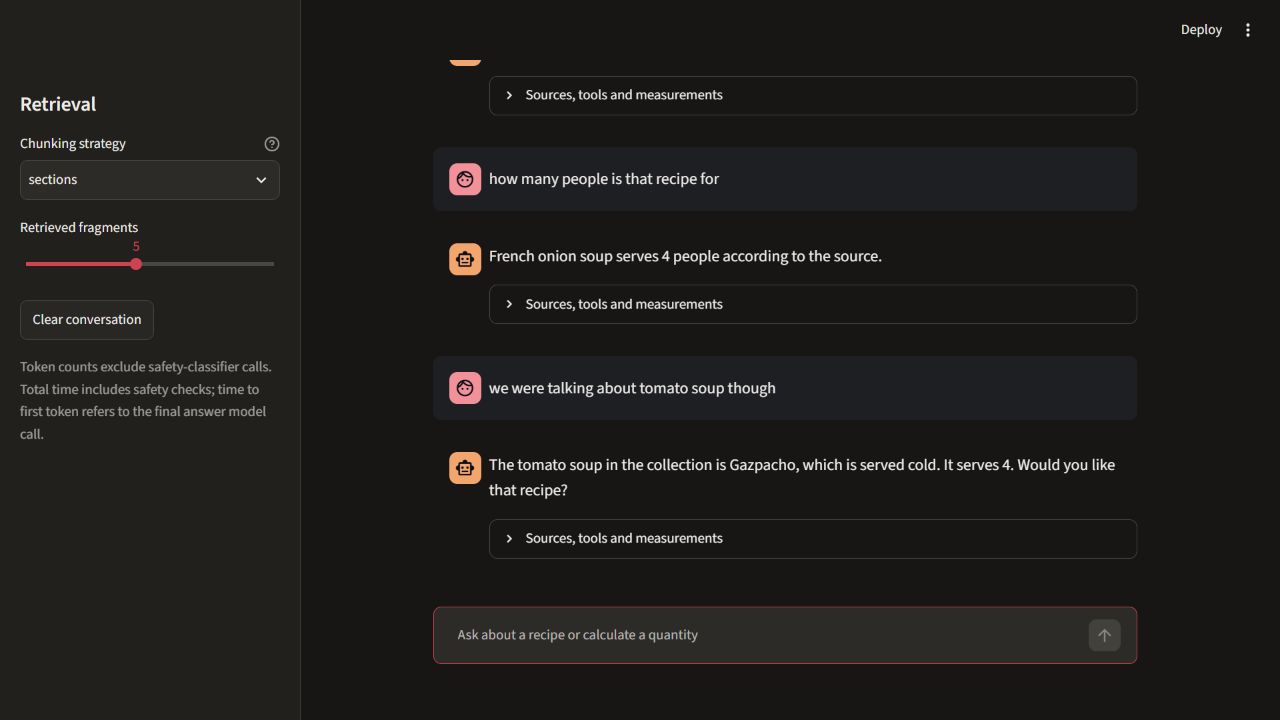 Deploy
Retrieval
Chunking strategy
sections
Retrieved fragments
5
Clear conversation
Token counts exclude safety-classifier calls.
Total time includes safety checks; time to
first token refers to the final answer model
call.
Sources, tools and measurements
how many people is that recipe for
French onion soup serves 4 people according to the source.
Sources, tools and measurements
we were talking about tomato soup though
The tomato soup in the collection is Gazpacho, which is served cold. It serves 4. Would you like
that recipe?
Sources, tools and measurements
Ask about a recipe or calculate a quantity